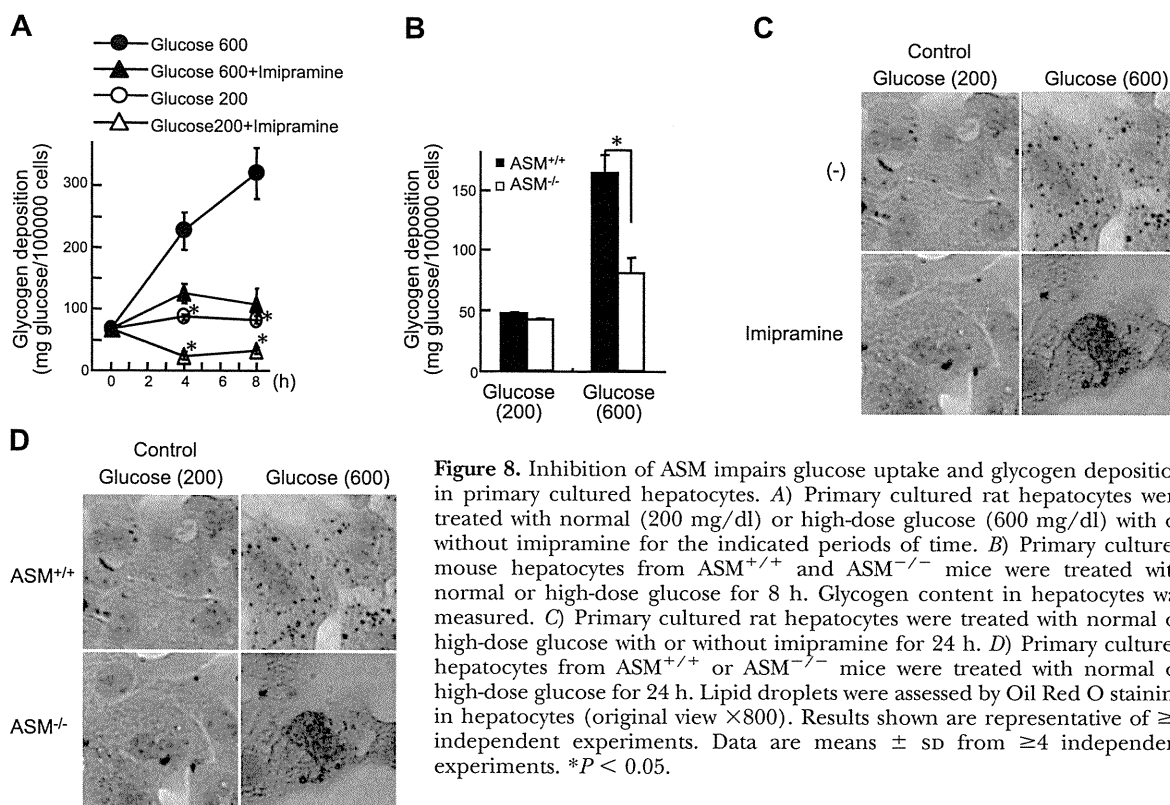 A
Glucose 600
Glucose 600+Imipramine
Glucose 200
Glucose200+Imipramine
Glycogen deposition
(mg glucose/100000 cells)
300
200
100
0
0 2 4 6 8 (h)
*
*
*
*
B
Glycogen deposition
(mg glucose/100000 cells)
150
100
50
0
ASM+/+
ASM-/-
*
Glucose
(200)
Glucose
(600)
C
Control
Glucose (200)
Glucose (600)
(-)
Imipramine
D
Control
Glucose (200)
Glucose (600)
ASM+/+
ASM-/-
Figure 8. Inhibition of ASM impairs glucose uptake and glycogen depositio
in primary cultured hepatocytes. A) Primary cultured rat hepatocytes wer
treated with normal (200 mg/dl) or high-dose glucose (600 mg/dl) with o
without imipramine for the indicated periods of time. B) Primary culture
mouse hepatocytes from ASM+/+ and ASM−/− mice were treated wit
normal or high-dose glucose for 8 h. Glycogen content in hepatocytes wa
measured. C) Primary cultured rat hepatocytes were treated with normal o
high-dose glucose with or without imipramine for 24 h. D) Primary culture
hepatocytes from ASM+/+ or ASM−/− mice were treated with normal o
high-dose glucose for 24 h. Lipid droplets were assessed by Oil Red O stainin
in hepatocytes (original view ×800). Results shown are representative of ≥
independent experiments. Data are means ± SD from ≥4 independen
experiments. *P < 0.05.